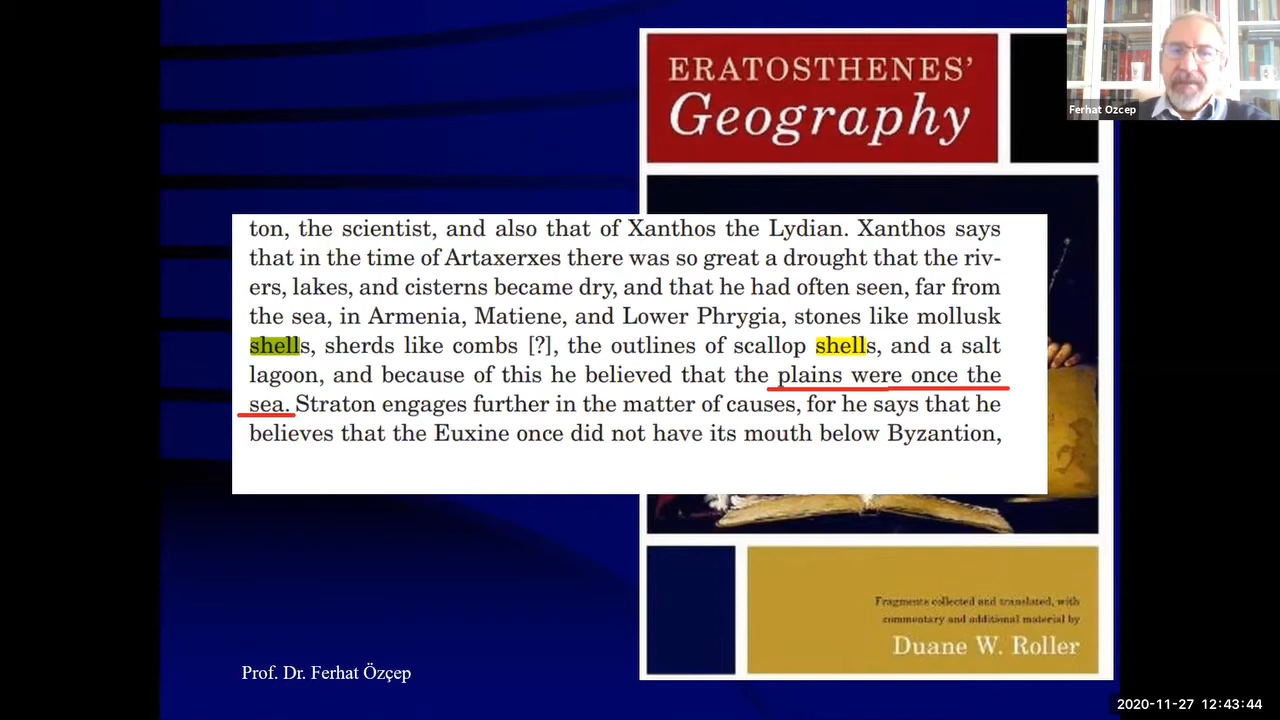 ERATOSTHENES’
Geography
Ferhat Ozcep
ton, the scientist, and also that of Xanthos the Lydian. Xanthos says
that in the time of Artaxerxes there was so great a drought that the riv-
ers, lakes, and cisterns became dry, and that he had often seen, far from
the sea, in Armenia, Matiene, and Lower Phrygia, stones like mollusk
shells, sherds like combs [?], the outlines of scallop shells, and a salt
lagoon, and because of this he believed that the plains were once the
sea. Straton engages further in the matter of causes, for he says that he
believes that the Euxine once did not have its mouth below Byzantion,
Fragments collected and translated, with
commentary and additional material by
Duane W. Roller
Prof. Dr. Ferhat Özçep
2020-11-27 12:43:44